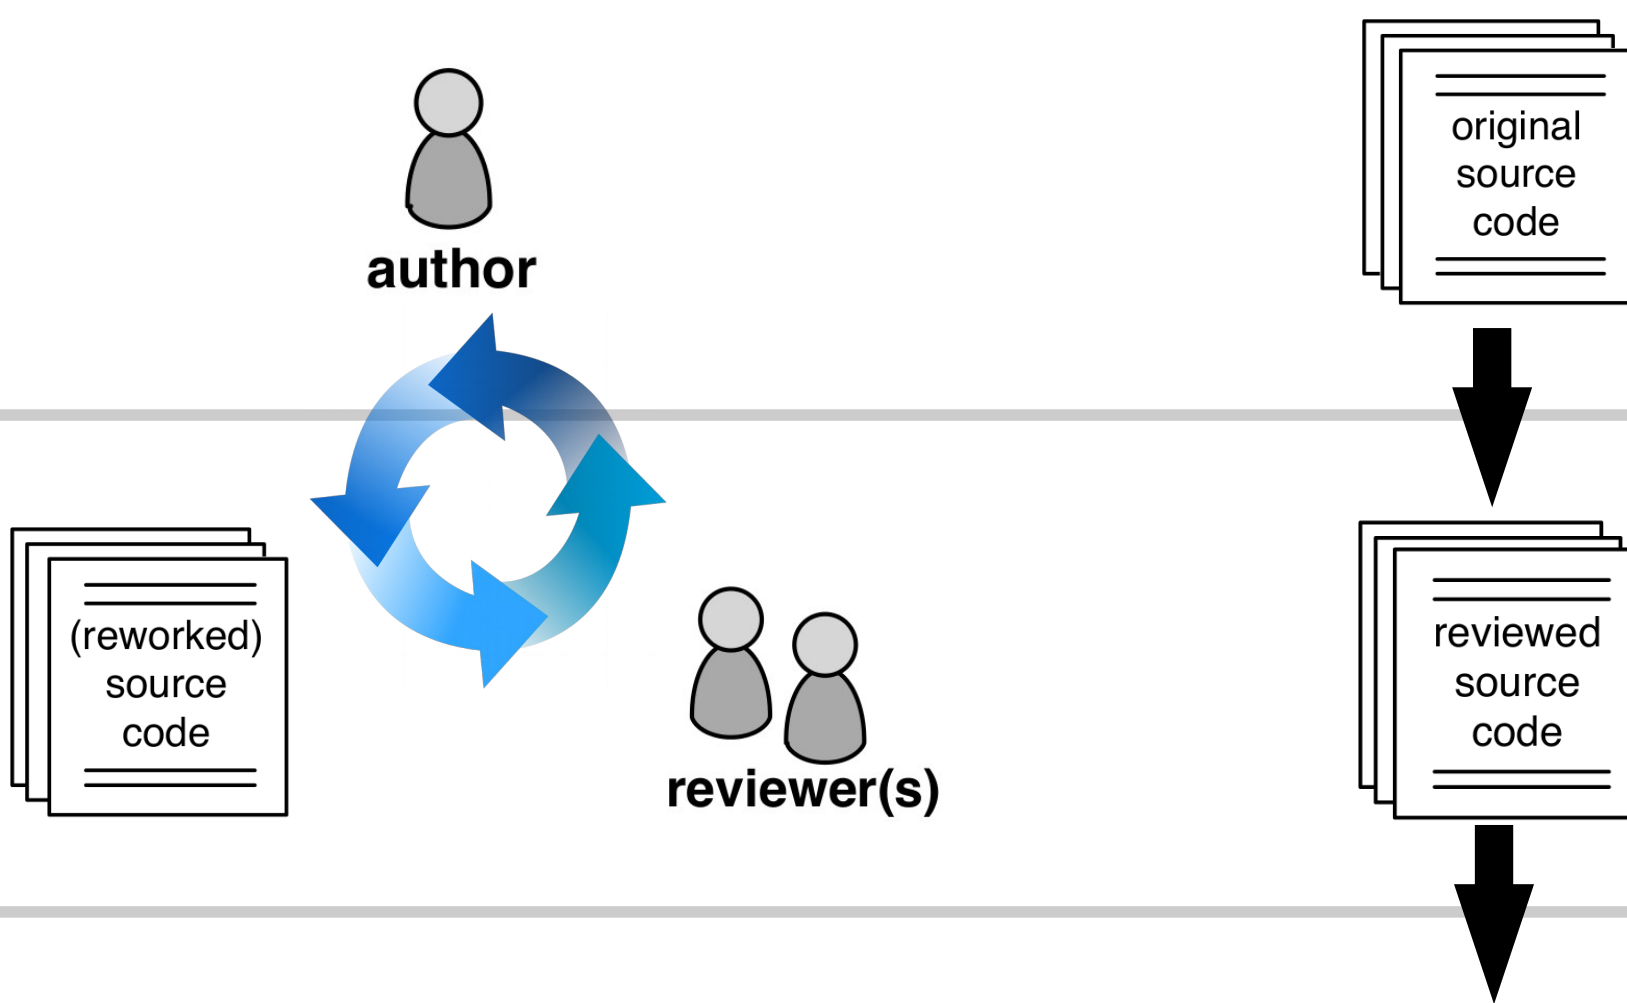 author
original
source
code
(reworked)
source
code
reviewer(s)
reviewed
source
code